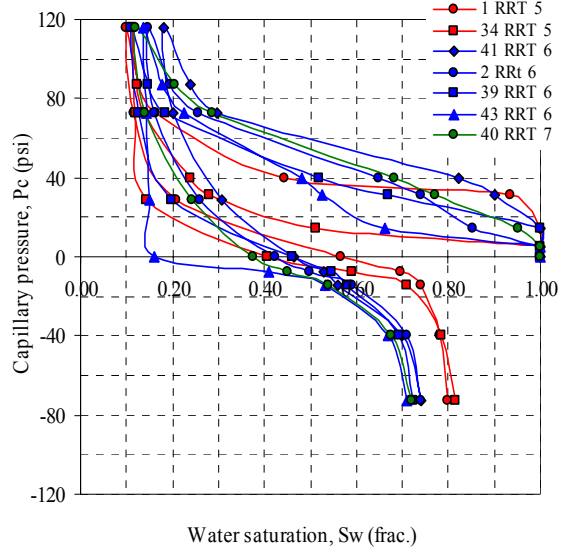 1 RRT 5
34 RRT 5
41 RRT 6
2 RRt 6
39 RRT 6
43 RRT 6
40 RRT 7
120
80
40
0
-40
-80
-120
0.00
0.20
0.40
0.60
0.80
1.00
Capillary pressure, Pc (psi)
Water saturation, Sw (frac.)